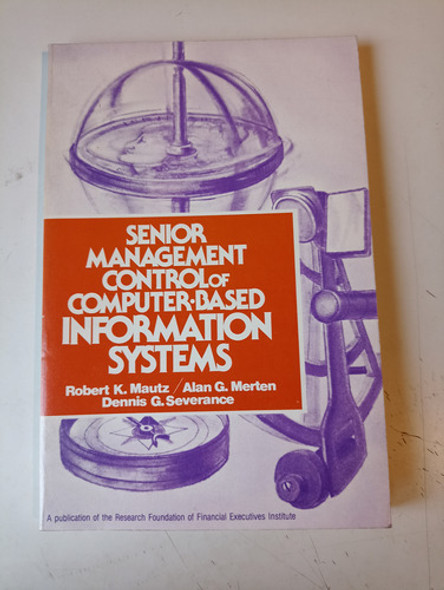 SENIOR
MANAGEMENT
CONTROL OF
COMPUTER-BASED
INFORMATION
SYSTEMS
Robert K. Mautz / Alan G. Merten
Dennis G. Severance
A publication of the Research Foundation of Financial Executives Institute